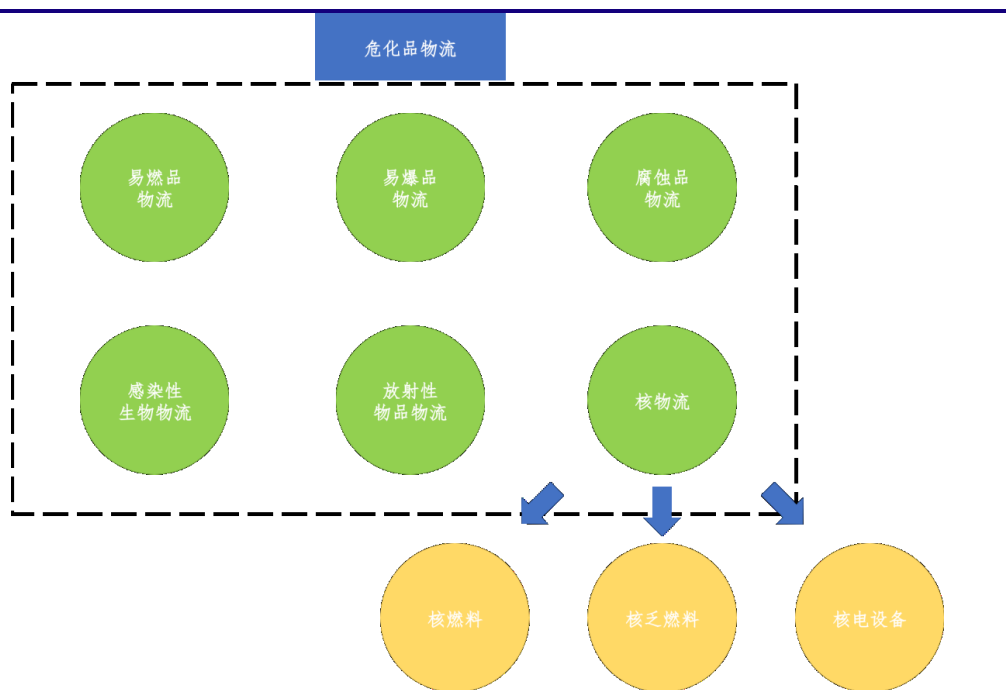 危化品物流
易燃品
物流
易爆品
物流
腐蚀品
物流
感染性
生物物流
放射性
物品物流
核物流
核燃料
核乏燃料
核电设备